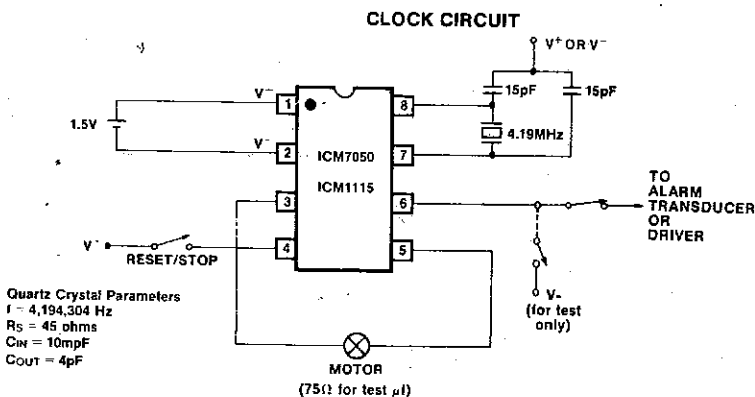 CLOCK CIRCUIT
V+ OR V-
15pF
15pF
4.19MHz
V-
1.5V
V-
1
2
3
4
8
7
6
5
ICM7050
ICM1115
RESET/STOP
TO
ALARM
TRANSDUCER
OR
DRIVER
V-
(for test
only)
Quartz Crystal Parameters
f = 4,194,304 Hz
RS = 45 ohms
CIN = 10mpF
COUT = 4pF
MOTOR
(75Ω for test µl)